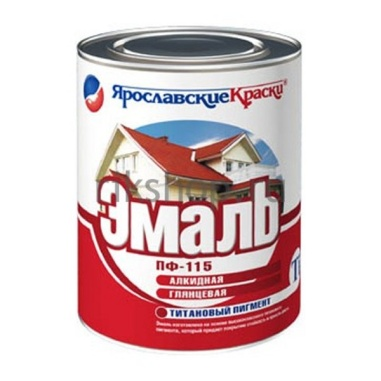 ЯрославскиеКраски®
Эмаль
ПФ-115
АЛКИДНАЯ
ГЛЯНЦЕВАЯ
ТИТАНОВЫЙ ПИГМЕНТ